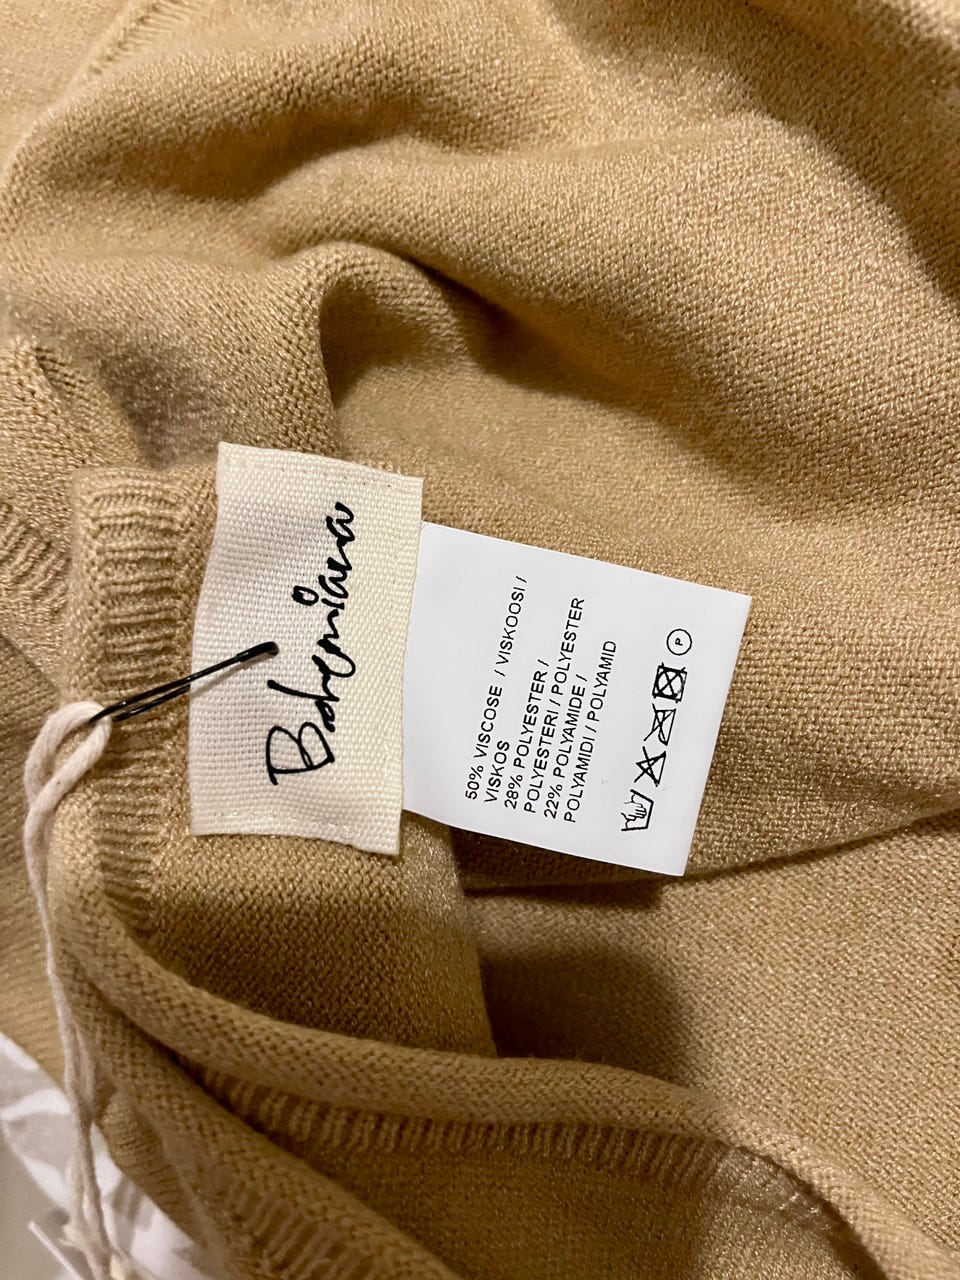 Bohemiana
50% VISCOSE / VISKOOSI /
VISKOS
28% POLYESTER /
POLYESTERI / POLYESTER
22% POLYAMIDE /
POLYAMIDI / POLYAMID
P